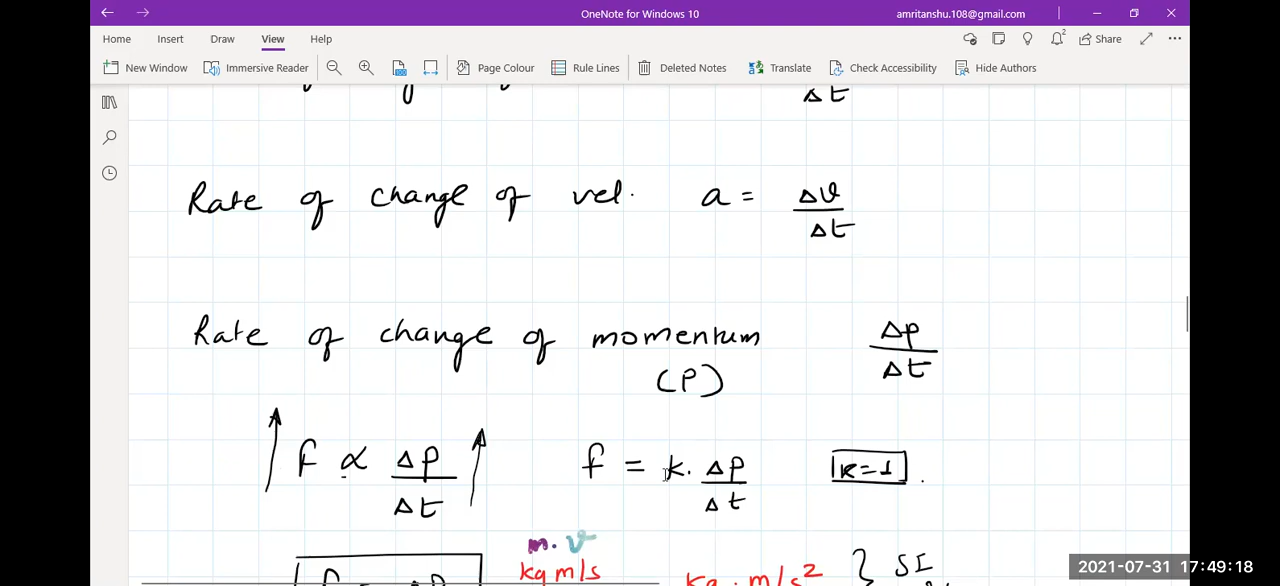 OneNote for Windows 10
amritanshu.108@gmail.com
Home Insert Draw View Help
2 Share
New Window Immersive Reader Page Colour Rule Lines Deleted Notes Translate Check Accessibility Hide Authors
Δt
Rate of change of vel. a = Δv/Δt
Rate of change of momentum Δp/Δt
(P)
F ∝ Δp/Δt f = k. Δp/Δt k=1 .
m. v
kg m/s
kg. m/s² } SI
2021-07-31 17:49:18